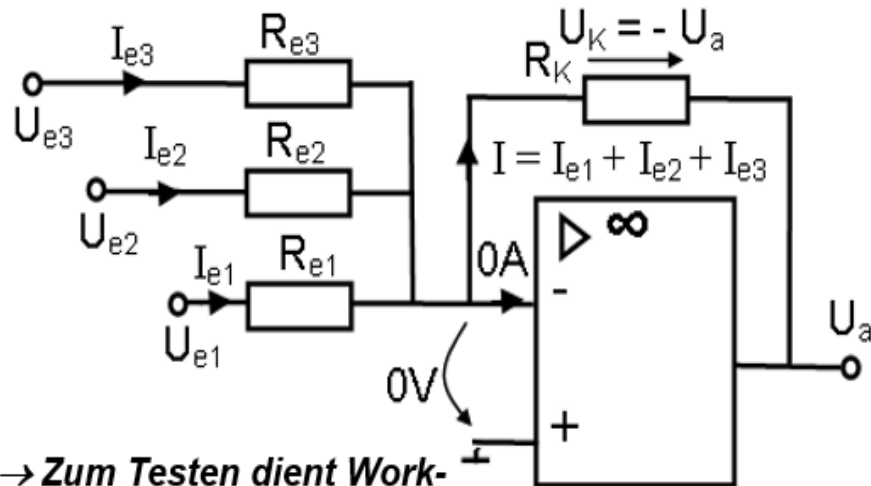 U_K = - U_a
I_e3
R_e3
R_K
U_e3
I_e2
R_e2
I = I_e1 + I_e2 + I_e3
U_e2
∞
I_e1
R_e1
0A
-
U_e1
U_a
0V
+
→ Zum Testen dient Work-